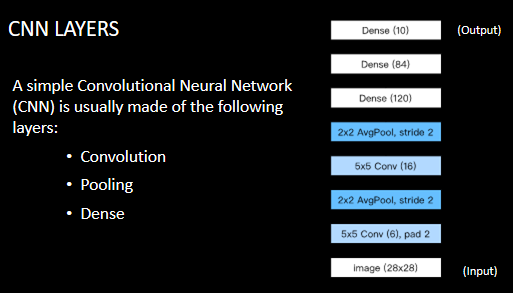 CNN LAYERS
A simple Convolutional Neural Network
(CNN) is usually made of the following
layers:
• Convolution
• Pooling
• Dense
Dense (10)
(Output)
Dense (84)
Dense (120)
2x2 AvgPool, stride 2
5x5 Conv (16)
2x2 AvgPool, stride 2
5x5 Conv (6), pad 2
Image (28x28)
(Input)